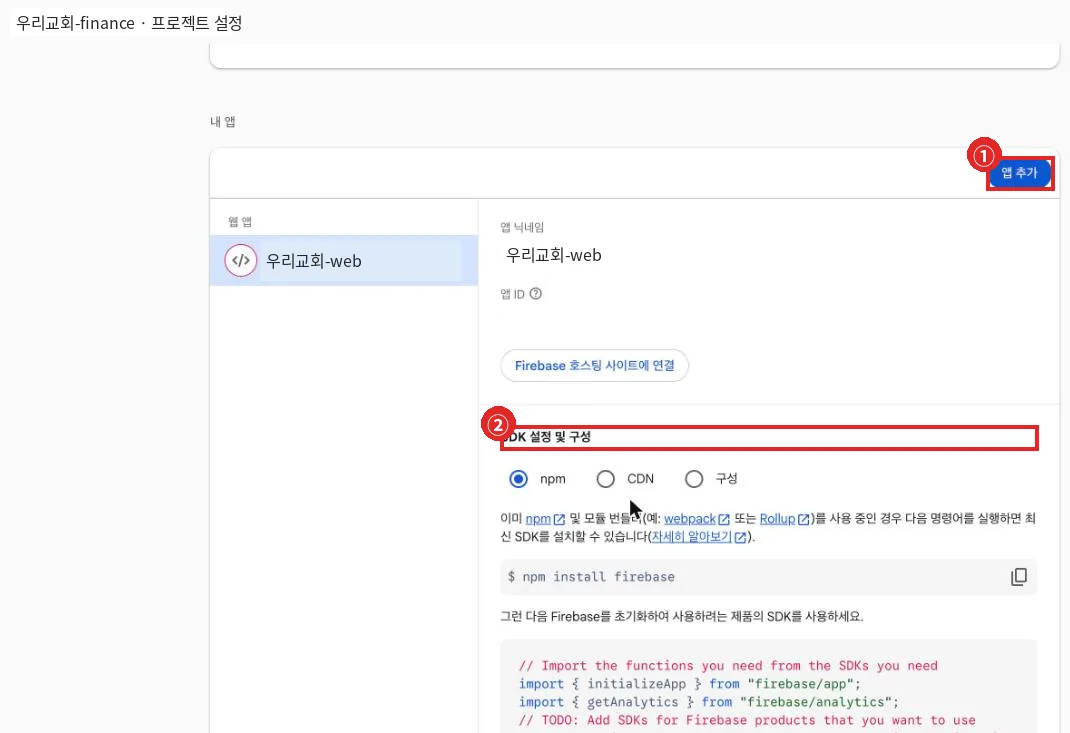 우리교회-finance · 프로젝트 설정
내 앱
①
앱 추가
웹 앱
</> 우리교회-web
앱 닉네임
우리교회-web
앱 ID
Firebase 호스팅 사이트에 연결
②
SDK 설정 및 구성
npm CDN 구성
이미 npm 및 모듈 번들러(예: webpack 또는 Rollup)를 사용 중인 경우 다음 명령어를 실행하면 최
신 SDK를 설치할 수 있습니다(자세히 알아보기).
$ npm install firebase
그런 다음 Firebase를 초기화하여 사용하려는 제품의 SDK를 사용하세요.
// Import the functions you need from the SDKs you need
import { initializeApp } from "firebase/app";
import { getAnalytics } from "firebase/analytics";
// TODO: Add SDKs for Firebase products that you want to use